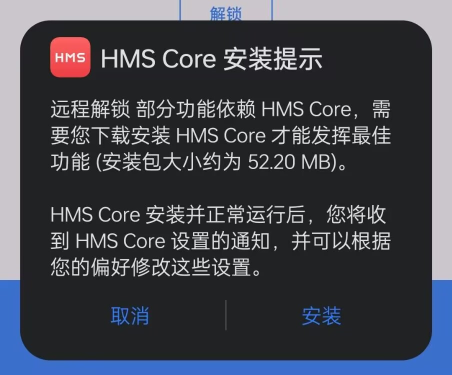 解锁
HMS
HMS Core 安装提示
远程解锁 部分功能依赖 HMS Core，需
要您下载安装 HMS Core 才能发挥最佳
功能 (安装包大小约为 52.20 MB)。
HMS Core 安装并正常运行后，您将收
到 HMS Core 设置的通知，并可以根据
您的偏好修改这些设置。
取消
安装